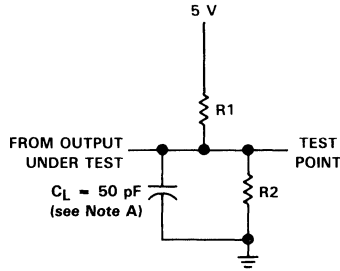 5 V
R1
FROM OUTPUT
UNDER TEST
TEST
POINT
CL = 50 pF
(see Note A)
R2